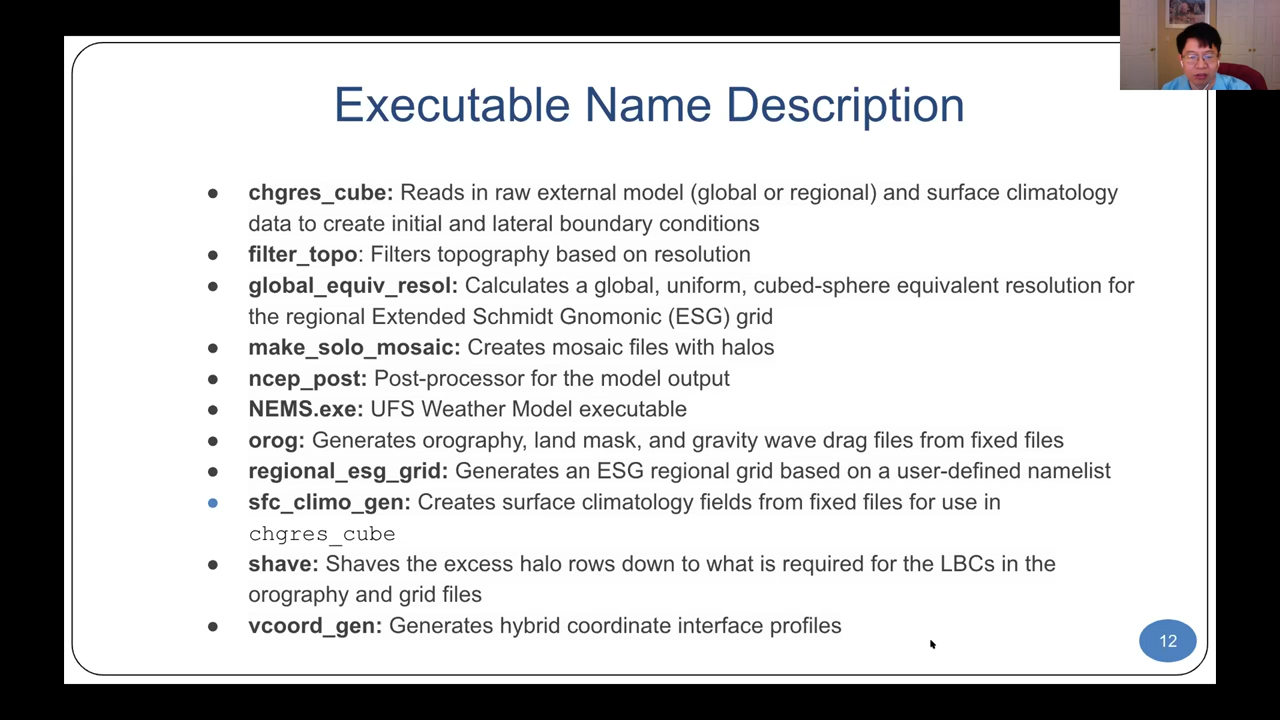 Executable Name Description
● chgres_cube: Reads in raw external model (global or regional) and surface climatology
data to create initial and lateral boundary conditions
● filter_topo: Filters topography based on resolution
● global_equiv_resol: Calculates a global, uniform, cubed-sphere equivalent resolution for
the regional Extended Schmidt Gnomonic (ESG) grid
● make_solo_mosaic: Creates mosaic files with halos
● ncep_post: Post-processor for the model output
● NEMS.exe: UFS Weather Model executable
● orog: Generates orography, land mask, and gravity wave drag files from fixed files
● regional_esg_grid: Generates an ESG regional grid based on a user-defined namelist
● sfc_climo_gen: Creates surface climatology fields from fixed files for use in
chgres_cube
● shave: Shaves the excess halo rows down to what is required for the LBCs in the
orography and grid files
● vcoord_gen: Generates hybrid coordinate interface profiles
12